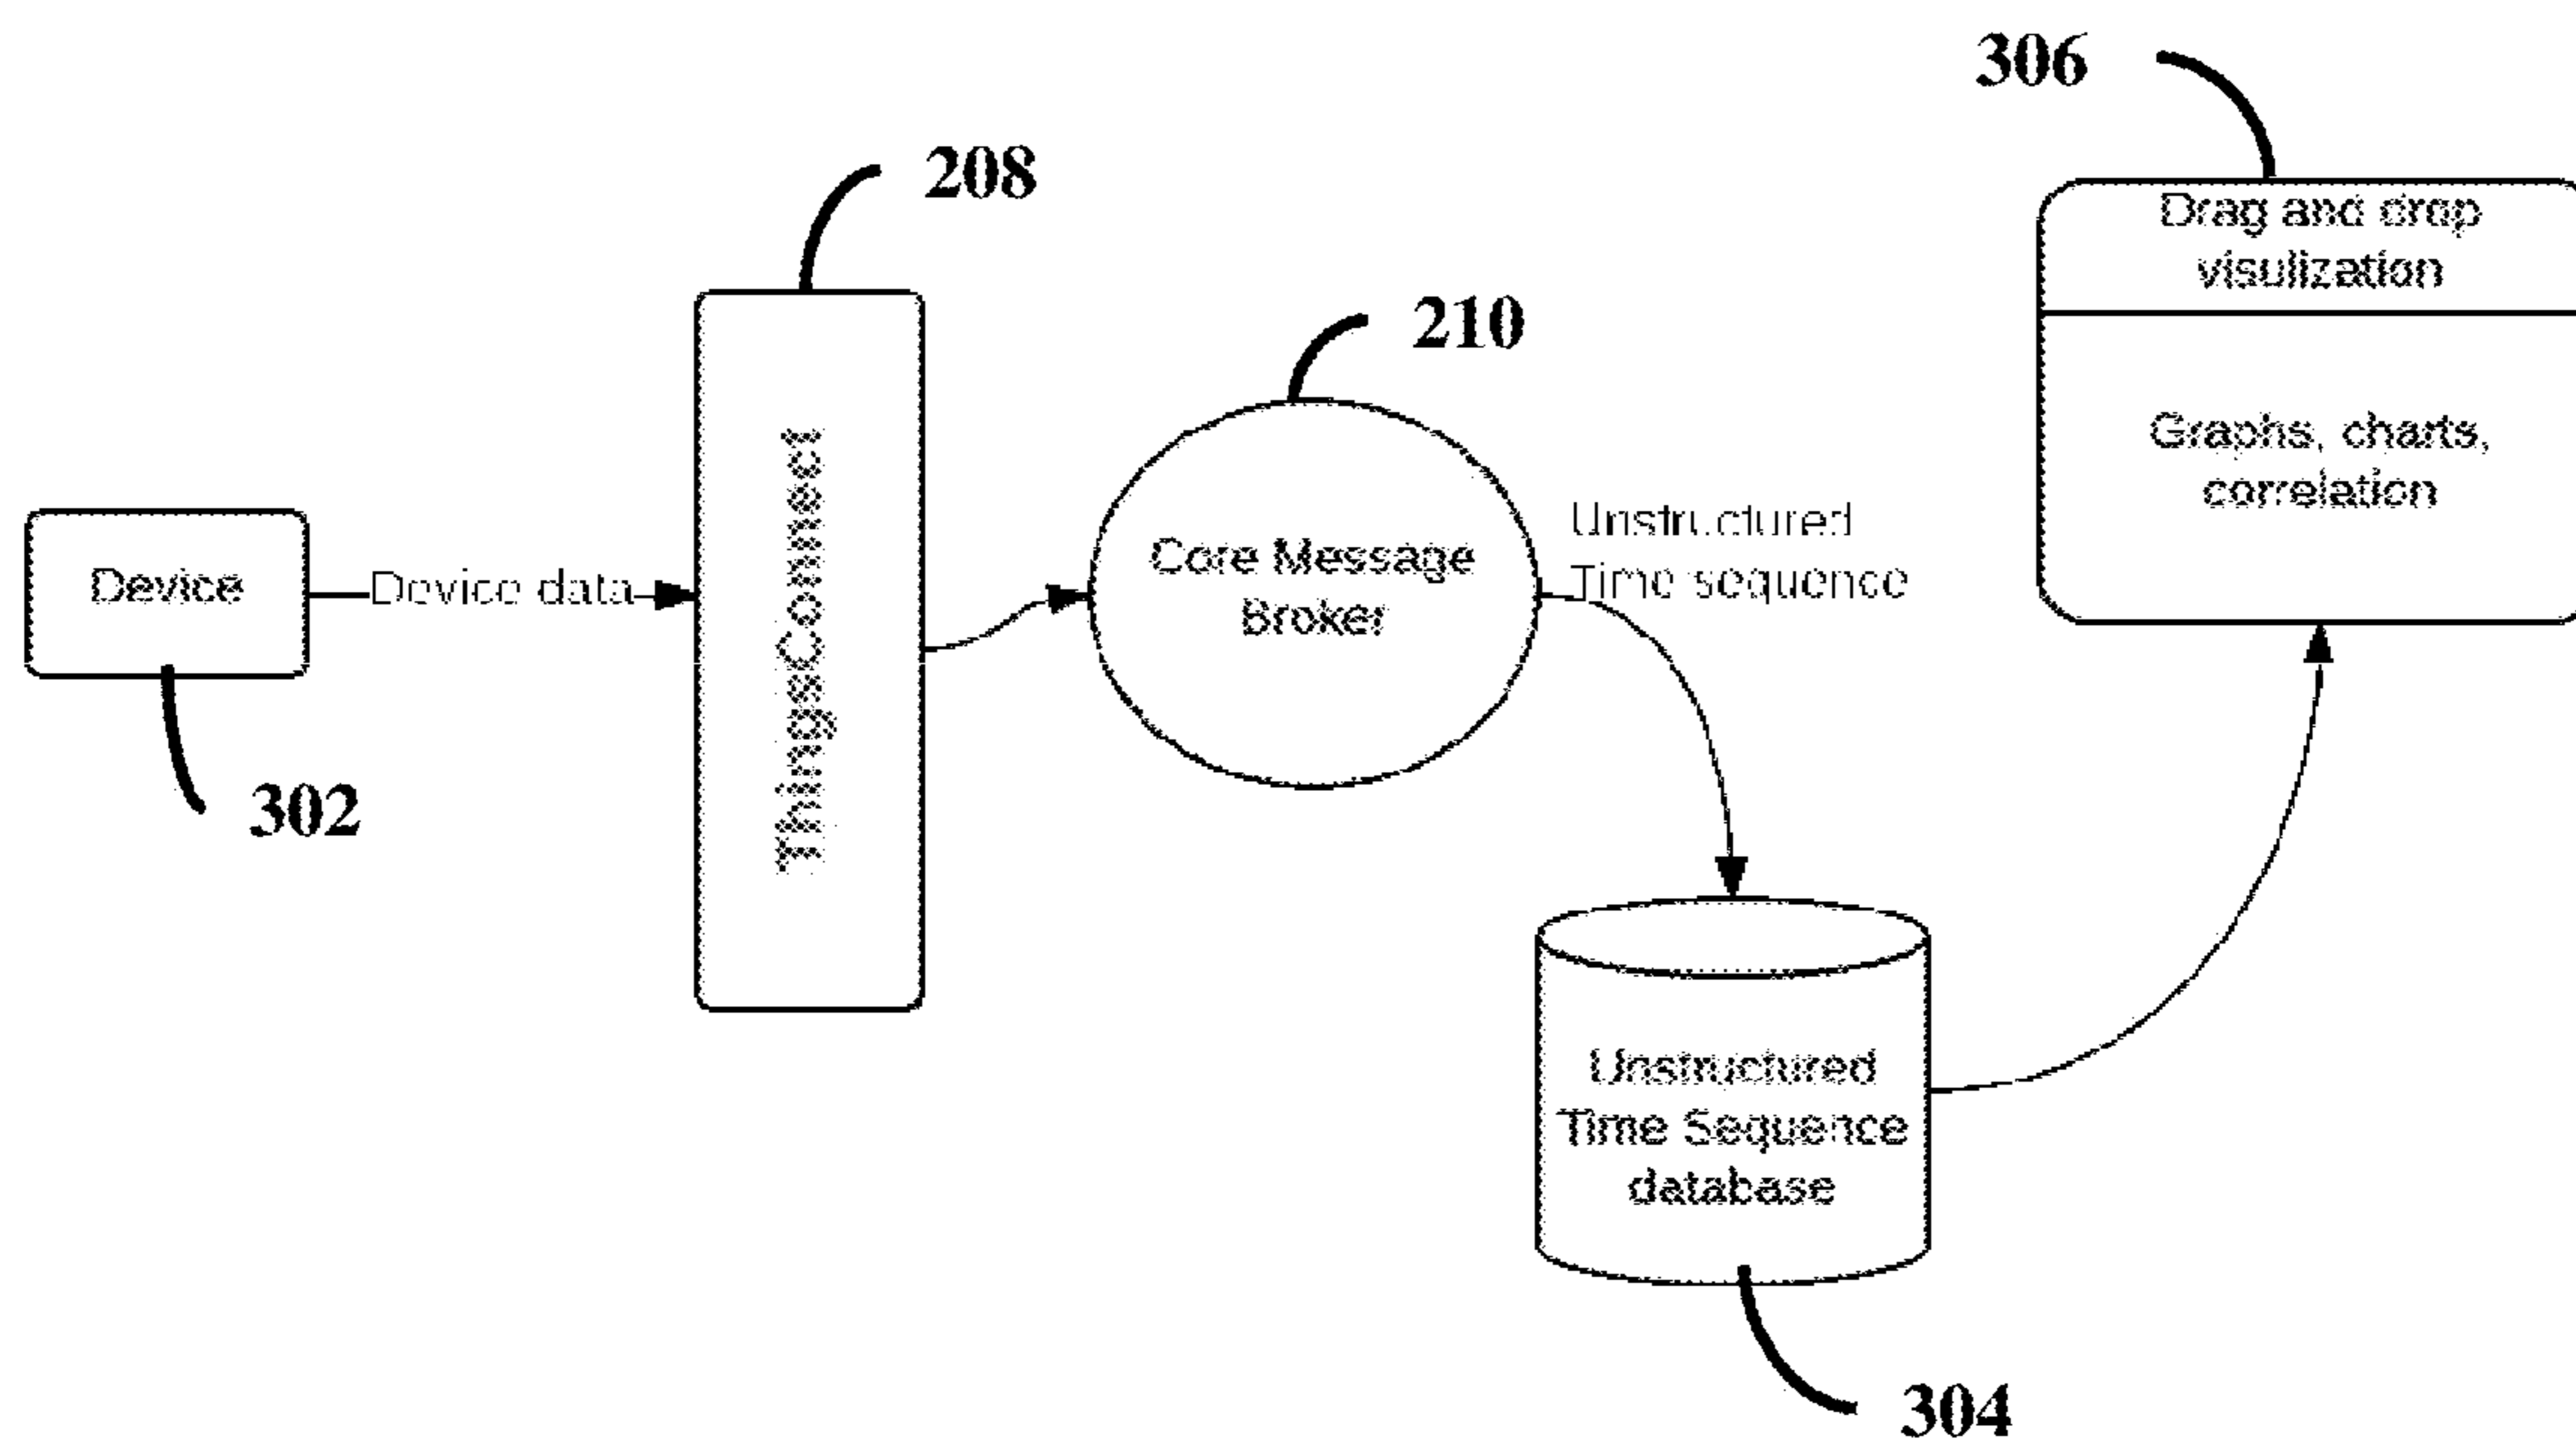 306
208
Drag and drop
visulization
210
Graphs, charts,
correlation
ThingsConnect
Unstructured
Time sequence
Core Message
Broker
Device
Device data
302
Unstructured
Time Sequence
database
304